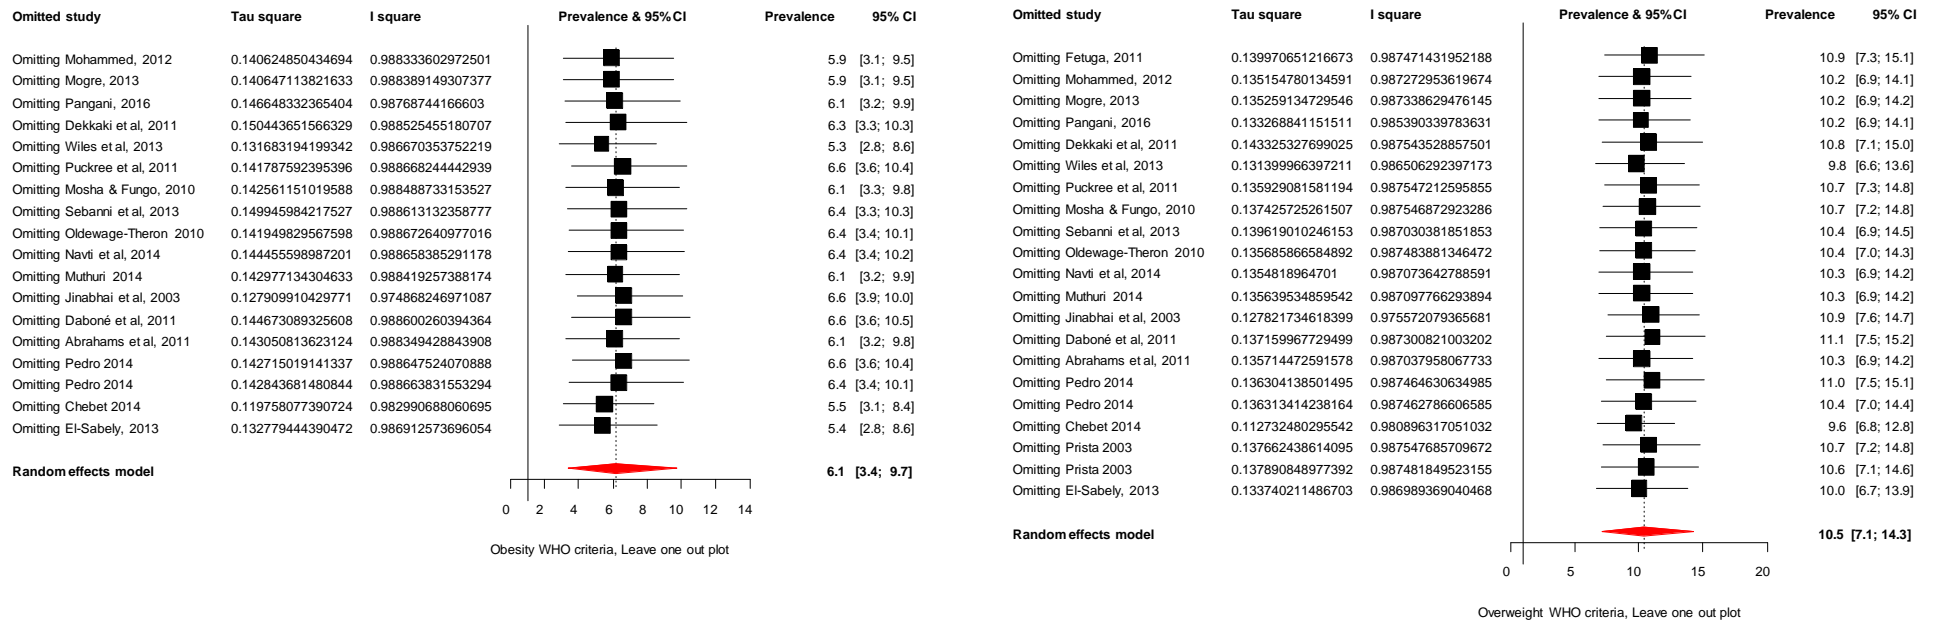 Omitted study Tau square I square Prevalence & 95%CI Prevalence 95% CI
Omitting Mohammed, 2012 0.140624850434694 0.988333602972501 5.9 [3.1; 9.5]
Omitting Mogre, 2013 0.140647113821633 0.988389149307377 5.9 [3.1; 9.5]
Omitting Pangani, 2016 0.146648332365404 0.98768744166603 6.1 [3.2; 9.9]
Omitting Dekkaki et al, 2011 0.150443651566329 0.988525455180707 6.3 [3.3; 10.3]
Omitting Wiles et al, 2013 0.131683194199342 0.986670353752219 5.3 [2.8; 8.6]
Omitting Puckree et al, 2011 0.141787592395396 0.988668244442939 6.6 [3.6; 10.4]
Omitting Mosha & Fungo, 2010 0.142561151019588 0.988488733153527 6.1 [3.3; 9.8]
Omitting Sebanni et al, 2013 0.149945984217527 0.988613132358777 6.4 [3.3; 10.3]
Omitting Oldewage-Theron 2010 0.141949829567598 0.988672640977016 6.4 [3.4; 10.1]
Omitting Navti et al, 2014 0.144455598987201 0.988658385291178 6.4 [3.4; 10.2]
Omitting Muthuri 2014 0.142977134304633 0.988419257388174 6.1 [3.2; 9.9]
Omitting Jinabhai et al, 2003 0.127909910429771 0.974868246971087 6.6 [3.9; 10.0]
Omitting Daboné et al, 2011 0.144673089325608 0.988600260394364 6.6 [3.6; 10.5]
Omitting Abrahams et al, 2011 0.143050813623124 0.988349428843908 6.1 [3.2; 9.8]
Omitting Pedro 2014 0.142715019141337 0.988647524070888 6.6 [3.6; 10.4]
Omitting Pedro 2014 0.142843681480844 0.988663831553294 6.4 [3.4; 10.1]
Omitting Chebet 2014 0.119758077390724 0.982990688060695 5.5 [3.1; 8.4]
Omitting El-Sabely, 2013 0.132779444390472 0.986912573696054 5.4 [2.8; 8.6]
Random effects model 6.1 [3.4; 9.7]
0 2 4 6 8 10 12 14
Obesity WHO criteria, Leave one out plot
Omitted study Tau square I square Prevalence & 95%CI Prevalence 95% CI
Omitting Fetuga, 2011 0.139970651216673 0.987471431952188 10.9 [7.3; 15.1]
Omitting Mohammed, 2012 0.135154780134591 0.987272953619674 10.2 [6.9; 14.1]
Omitting Mogre, 2013 0.135259134729546 0.987338629476145 10.2 [6.9; 14.2]
Omitting Pangani, 2016 0.133268841151511 0.985390339783631 10.2 [6.9; 14.1]
Omitting Dekkaki et al, 2011 0.143325327699025 0.987543528857501 10.8 [7.1; 15.0]
Omitting Wiles et al, 2013 0.131399966397211 0.986506292397173 9.8 [6.6; 13.6]
Omitting Puckree et al, 2011 0.135929081581194 0.987547212595855 10.7 [7.3; 14.8]
Omitting Mosha & Fungo, 2010 0.137425725261507 0.987546872923286 10.7 [7.2; 14.8]
Omitting Sebanni et al, 2013 0.139619010246153 0.987030381851853 10.4 [6.9; 14.5]
Omitting Oldewage-Theron 2010 0.135685866584892 0.987483881346472 10.4 [7.0; 14.3]
Omitting Navti et al, 2014 0.1354818964701 0.987073642788591 10.3 [6.9; 14.2]
Omitting Muthuri 2014 0.135639534859542 0.987097766293894 10.3 [6.9; 14.2]
Omitting Jinabhai et al, 2003 0.127821734618399 0.975572079365681 10.9 [7.6; 14.7]
Omitting Daboné et al, 2011 0.137159967729499 0.987300821003202 11.1 [7.5; 15.2]
Omitting Abrahams et al, 2011 0.135714472591578 0.987037958067733 10.3 [6.9; 14.2]
Omitting Pedro 2014 0.136304138501495 0.987464630634985 11.0 [7.5; 15.1]
Omitting Pedro 2014 0.136313414238164 0.987462786606585 10.4 [7.0; 14.4]
Omitting Chebet 2014 0.112732480295542 0.980896317051032 9.6 [6.8; 12.8]
Omitting Prista 2003 0.137662438614095 0.987547685709672 10.7 [7.2; 14.8]
Omitting Prista 2003 0.137890848977392 0.987481849523155 10.6 [7.1; 14.6]
Omitting El-Sabely, 2013 0.133740211486703 0.986989369040468 10.0 [6.7; 13.9]
Random effects model 10.5 [7.1; 14.3]
0 5 10 15 20
Overweight WHO criteria, Leave one out plot